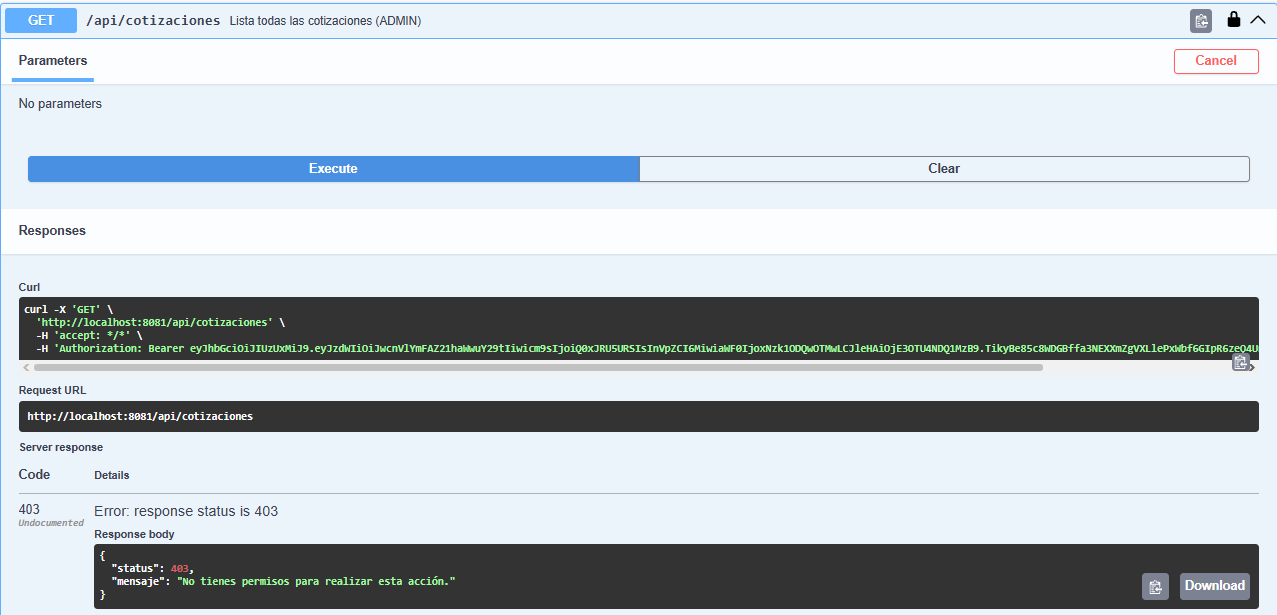 GET /api/cotizaciones Lista todas las cotizaciones (ADMIN)
Parameters
Cancel
No parameters
Execute
Clear
Responses
Curl
curl -X 'GET' \
'http://localhost:8081/api/cotizaciones' \
-H 'accept: */*' \
-H 'Authorization: Bearer
Request URL
http://localhost:8081/api/cotizaciones
Server response
Code Details
403
Undocumented
Error: response status is 403
Response body
{
"status": 403,
"mensaje": "No tienes permisos para realizar esta acción."
}
Download